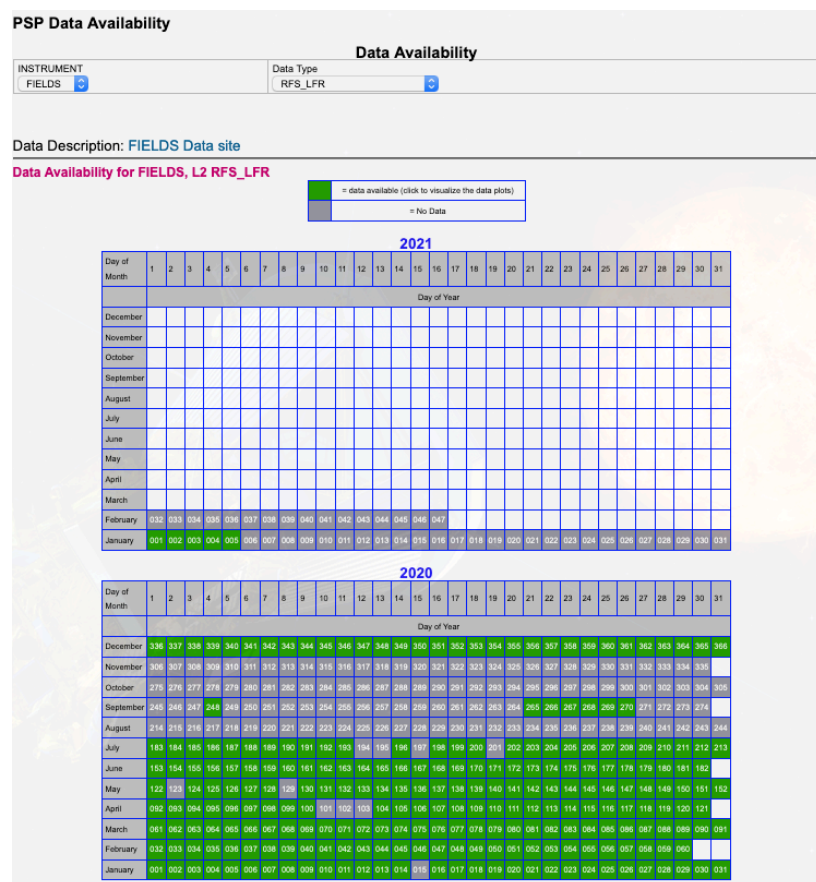 PSP Data Availability
Data Availability
INSTRUMENT Data Type
FIELDS RFS_LFR
Data Description: FIELDS Data site
Data Availability for FIELDS, L2 RFS_LFR
= data available (click to visualize the data plots)
= No Data
2021
Day of Month 1 2 3 4 5 6 7 8 9 10 11 12 13 14 15 16 17 18 19 20 21 22 23 24 25 26 27 28 29 30 31
Day of Year
December
November
October
September
August
July
June
May
April
March
February 032 033 034 035 036 037 038 039 040 041 042 043 044 045 046 047
January 001 002 003 004 005 006 007 008 009 010 011 012 013 014 015 016 017 018 019 020 021 022 023 024 025 026 027 028 029 030 031
2020
Day of Month 1 2 3 4 5 6 7 8 9 10 11 12 13 14 15 16 17 18 19 20 21 22 23 24 25 26 27 28 29 30 31
Day of Year
December 336 337 338 339 340 341 342 343 344 345 346 347 348 349 350 351 352 353 354 355 356 357 358 359 360 361 362 363 364 365 366
November 306 307 308 309 310 311 312 313 314 315 316 317 318 319 320 321 322 323 324 325 326 327 328 329 330 331 332 333 334 335
October 275 276 277 278 279 280 281 282 283 284 285 286 287 288 289 290 291 292 293 294 295 296 297 298 299 300 301 302 303 304 305
September 245 246 247 248 249 250 251 252 253 254 255 256 257 258 259 260 261 262 263 264 265 266 267 268 269 270 271 272 273 274
August 214 215 216 217 218 219 220 221 222 223 224 225 226 227 228 229 230 231 232 233 234 235 236 237 238 239 240 241 242 243 244
July 183 184 185 186 187 188 189 190 191 192 193 194 195 196 197 198 199 200 201 202 203 204 205 206 207 208 209 210 211 212 213
June 153 154 155 156 157 158 159 160 161 162 163 164 165 166 167 168 169 170 171 172 173 174 175 176 177 178 179 180 181 182
May 122 123 124 125 126 127 128 129 130 131 132 133 134 135 136 137 138 139 140 141 142 143 144 145 146 147 148 149 150 151 152
April 092 093 094 095 096 097 098 099 100 101 102 103 104 105 106 107 108 109 110 111 112 113 114 115 116 117 118 119 120 121
March 061 062 063 064 065 066 067 068 069 070 071 072 073 074 075 076 077 078 079 080 081 082 083 084 085 086 087 088 089 090 091
February 032 033 034 035 036 037 038 039 040 041 042 043 044 045 046 047 048 049 050 051 052 053 054 055 056 057 058 059 060
January 001 002 003 004 005 006 007 008 009 010 011 012 013 014 015 016 017 018 019 020 021 022 023 024 025 026 027 028 029 030 031